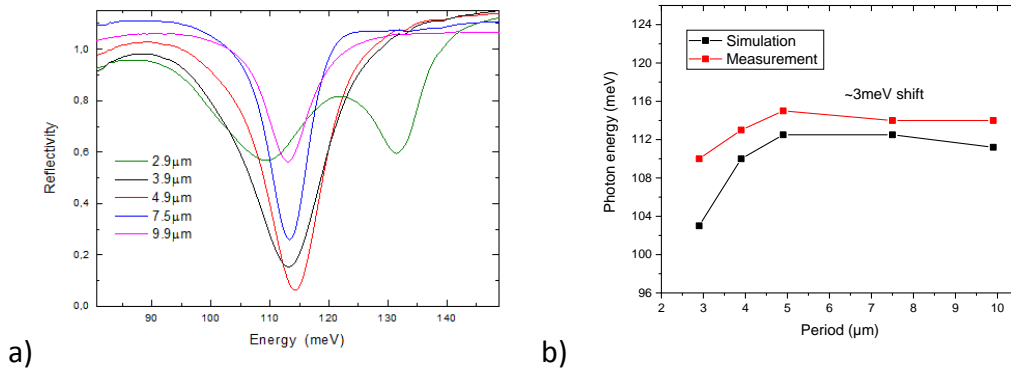 1,0
0,8
0,6
0,4
0,2
0,0
Reflectivity
2.9µm
3.9µm
4.9µm
7.5µm
9.9µm
90 100 110 120 130 140
Energy (meV)
a)
124
120
116
112
108
104
100
96
Photon energy (meV)
Simulation
Measurement
~3meV shift
2 3 4 5 6 7 8 9 10
Period (µm)
b)